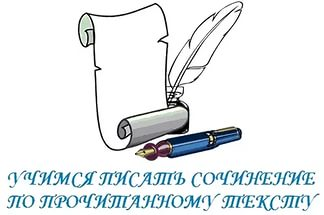 УЧИМСЯ ПИСАТЬ СОЧИНЕНИЕ
ПО ПРОЧИТАННОМУ ТЕКСТУ